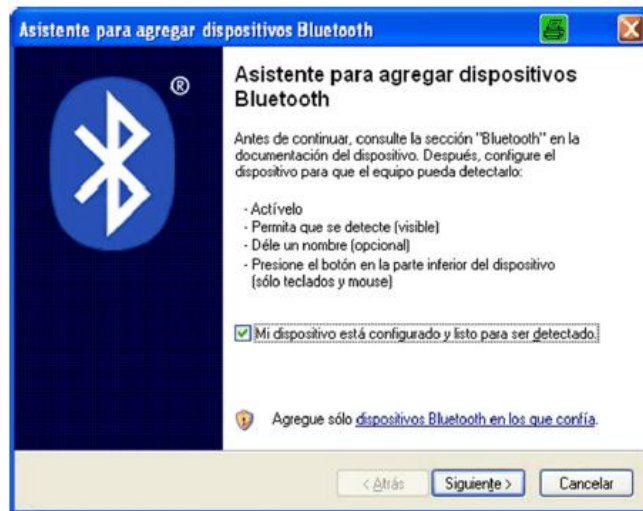 Asistente para agregar dispositivos Bluetooth
®
Asistente para agregar dispositivos
Bluetooth
Antes de continuar, consulte la sección "Bluetooth" en la
documentación del dispositivo. Después, configure el
dispositivo para que el equipo pueda detectarlo:
- Actívelo
- Permita que se detecte (visible)
- Déle un nombre (opcional)
- Presione el botón en la parte inferior del dispositivo
(sólo teclados y mouse)
Mi dispositivo está configurado y listo para ser detectado.
Agregue sólo dispositivos Bluetooth en los que confía.
< Atrás
Siguiente >
Cancelar